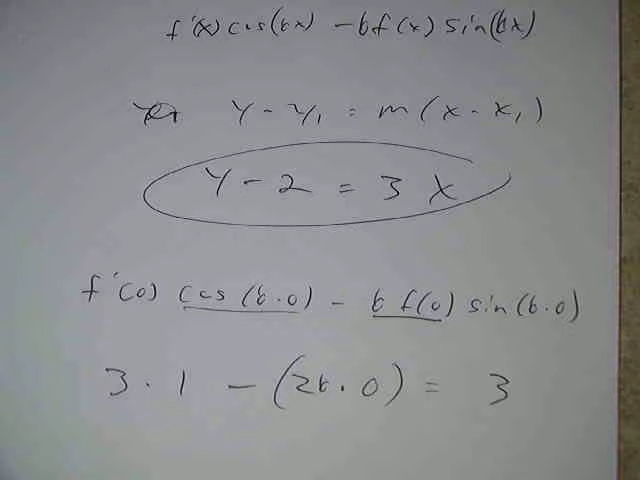 f'(x) cos(bx) - b f(x) sin(bx)
y - y₁ = m(x - x₁)
y - 2 = 3x
f'(0) cos(b·0) - b f(0) sin(b·0)
3 · 1 - (2b · 0) = 3